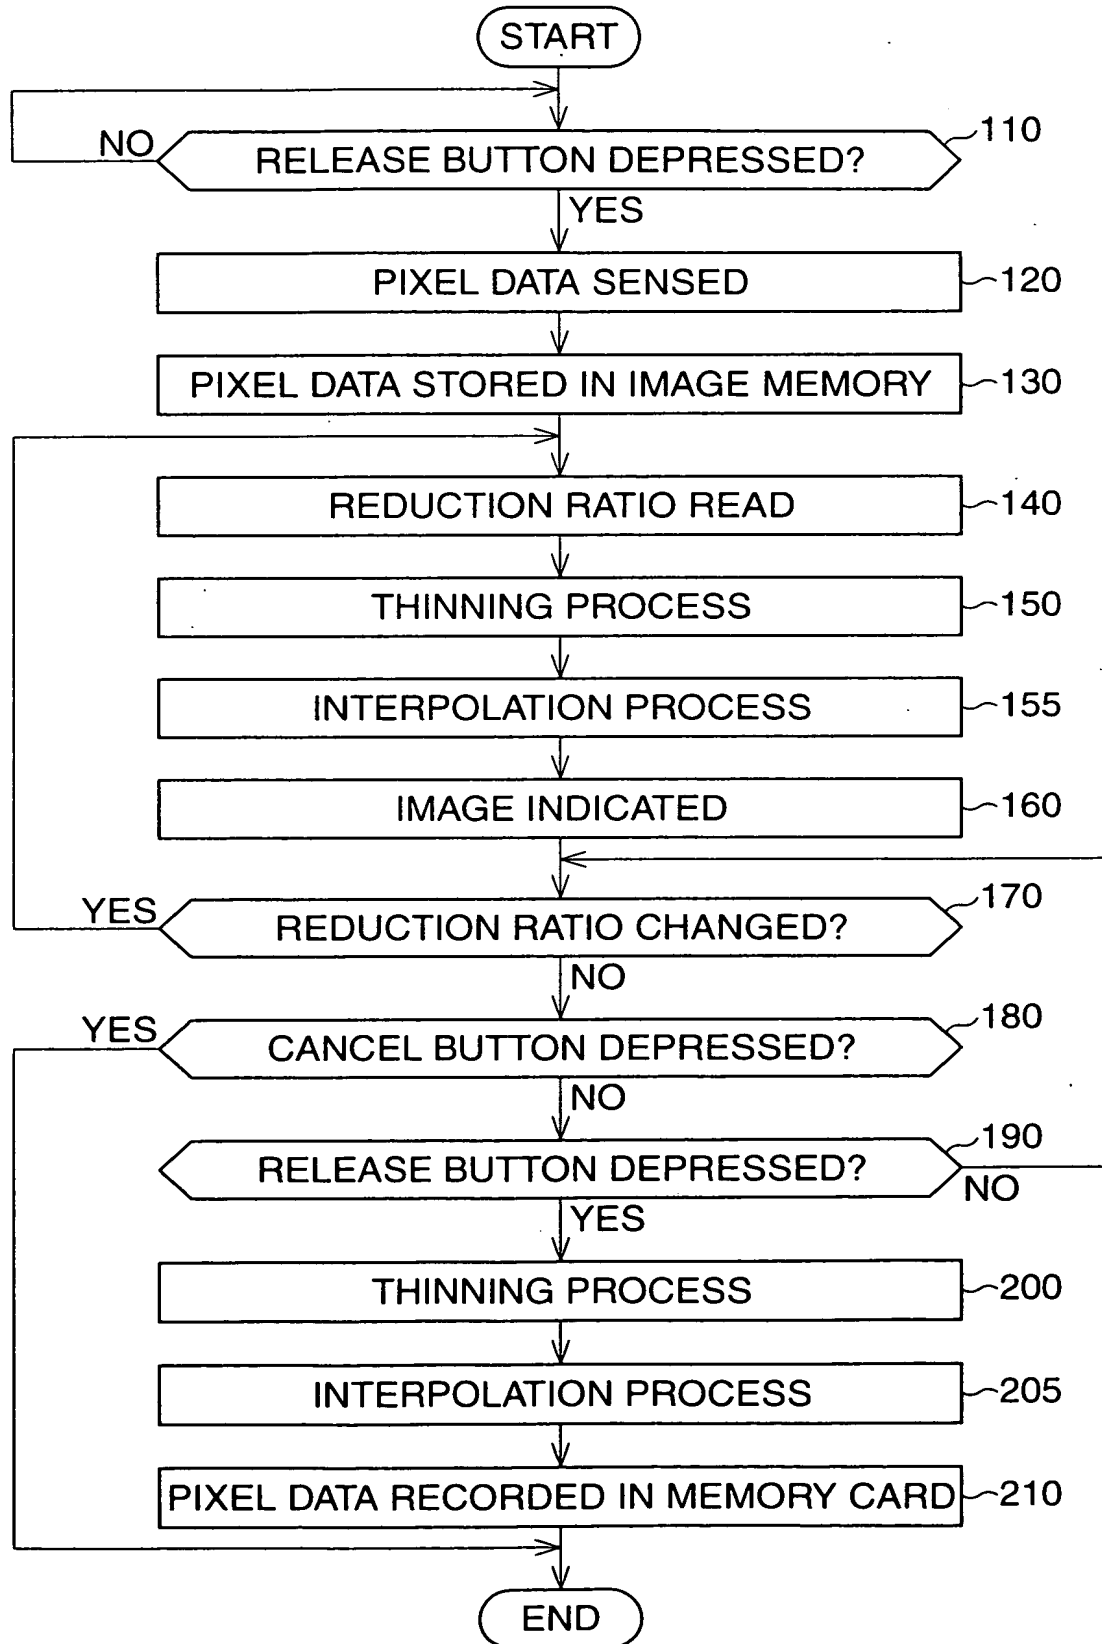 START
NO
RELEASE BUTTON DEPRESSED?
110
YES
PIXEL DATA SENSED
120
PIXEL DATA STORED IN IMAGE MEMORY
130
REDUCTION RATIO READ
140
THINNING PROCESS
150
INTERPOLATION PROCESS
155
IMAGE INDICATED
160
YES
REDUCTION RATIO CHANGED?
170
NO
YES
CANCEL BUTTON DEPRESSED?
180
NO
RELEASE BUTTON DEPRESSED?
190
NO
YES
THINNING PROCESS
200
INTERPOLATION PROCESS
205
PIXEL DATA RECORDED IN MEMORY CARD
210
END